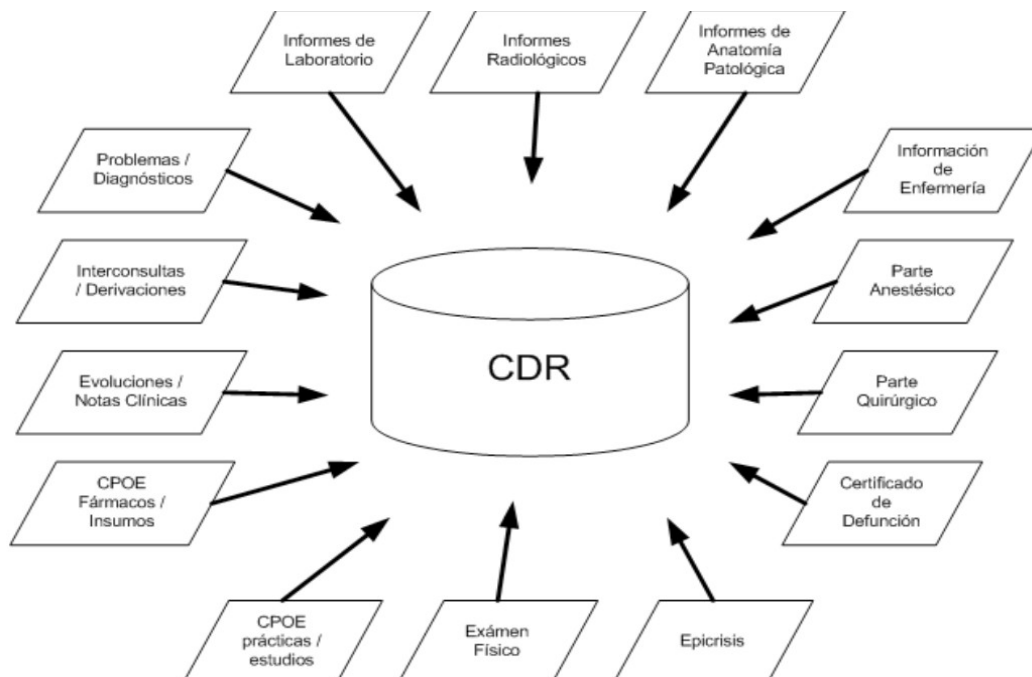 Informes de
Laboratorio
Informes
Radiológicos
Informes de
Anatomía
Patológica
Problemas /
Diagnósticos
Información
de
Enfermería
Interconsultas
/ Derivaciones
Parte
Anestésico
CDR
Evoluciones /
Notas Clínicas
Parte
Quirúrgico
CPOE
Fármacos /
Insumos
Certificado
de
Defunción
CPOE
prácticas /
estudios
Exámen
Físico
Epicrisis